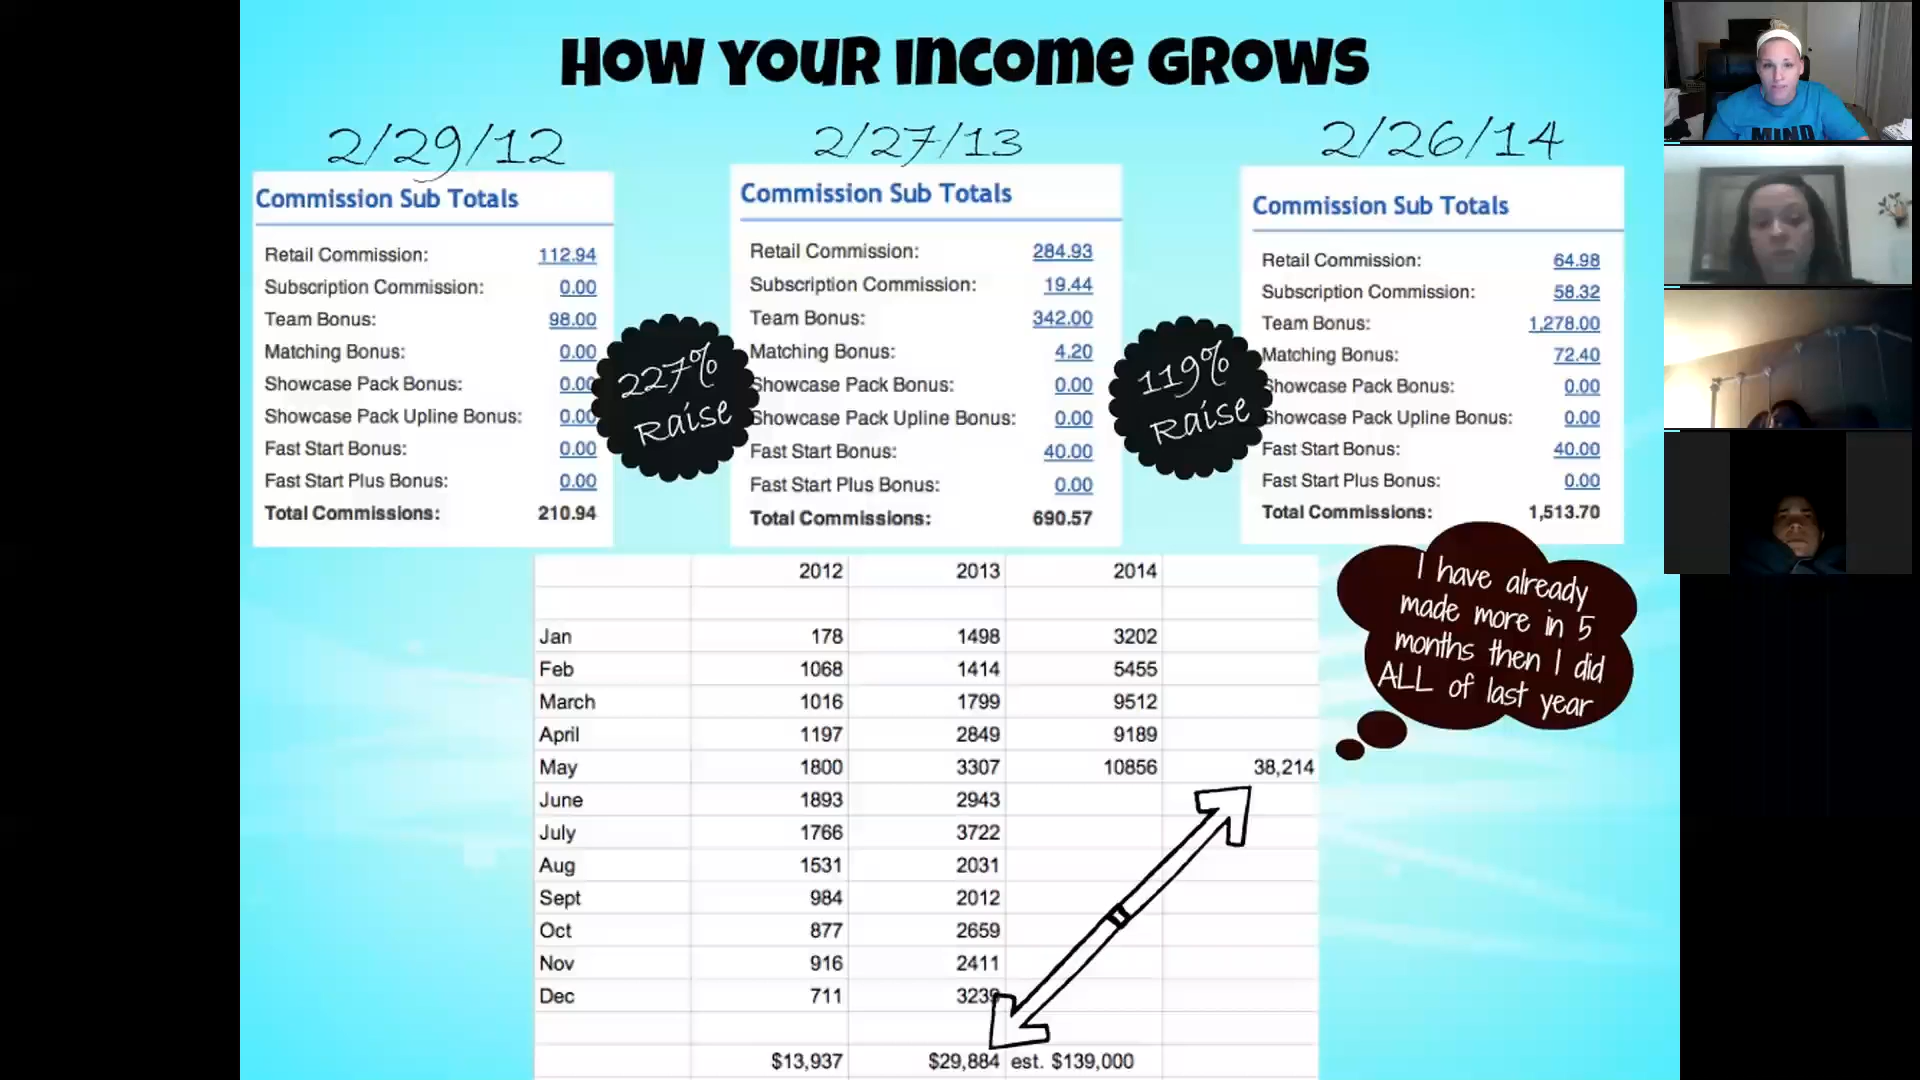 HOW YOUR INCOME GROWS
2/29/12
Commission Sub Totals
Retail Commission: 112.94
Subscription Commission: 0.00
Team Bonus: 98.00
Matching Bonus: 0.00
Showcase Pack Bonus: 0.00
Showcase Pack Upline Bonus: 0.00
Fast Start Bonus: 0.00
Fast Start Plus Bonus: 0.00
Total Commissions: 210.94
227%
Raise
2/27/13
Commission Sub Totals
Retail Commission: 284.93
Subscription Commission: 19.44
Team Bonus: 342.00
Matching Bonus: 4.20
Showcase Pack Bonus: 0.00
Showcase Pack Upline Bonus: 0.00
Fast Start Bonus: 40.00
Fast Start Plus Bonus: 0.00
Total Commissions: 690.57
119%
Raise
2/26/14
Commission Sub Totals
Retail Commission: 64.98
Subscription Commission: 58.32
Team Bonus: 1,278.00
Matching Bonus: 72.40
Showcase Pack Bonus: 0.00
Showcase Pack Upline Bonus: 0.00
Fast Start Bonus: 40.00
Fast Start Plus Bonus: 0.00
Total Commissions: 1,513.70
I have already
made more in 5
months then I did
ALL of last year
2012 2013 2014
Jan 178 1498 3202
Feb 1068 1414 5455
March 1016 1799 9512
April 1197 2849 9189
May 1800 3307 10856 38,214
June 1893 2943
July 1766 3722
Aug 1531 2031
Sept 984 2012
Oct 877 2659
Nov 916 2411
Dec 711 3239
$13,937 $29,884 est. $139,000
MIND